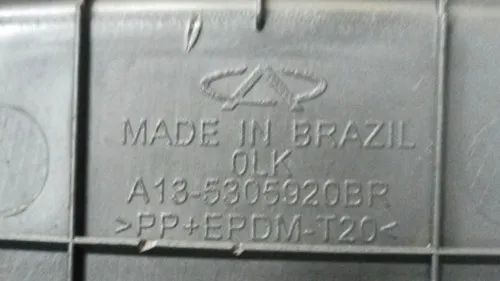 MADE IN BRAZIL
0LK
A13-5305920BR
>PP+EPDM-T20<